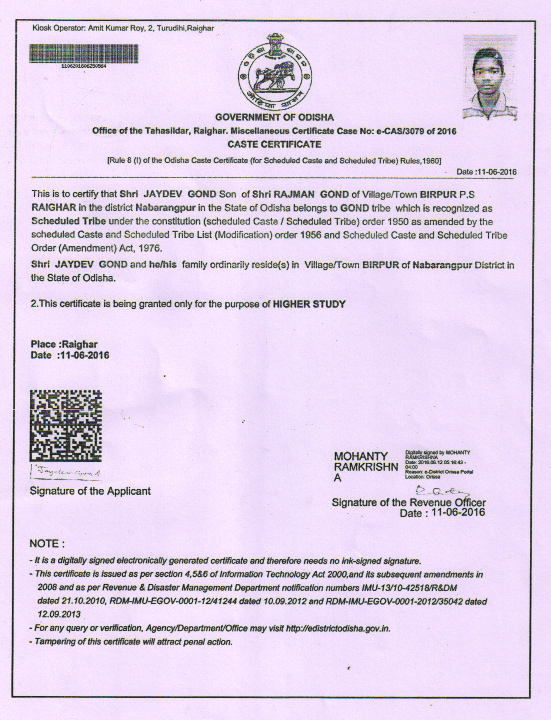 Kiosk Operator: Amit Kumar Roy, 2, Turudihi,Raighar
GOVERNMENT OF ODISHA
Office of the Tahasildar, Raighar. Miscellaneous Certificate Case No: e-CAS/3079 of 2016
CASTE CERTIFICATE
[Rule 8 (I) of the Odisha Caste Certificate (for Scheduled Caste and Scheduled Tribe) Rules,1980]
Date :11-06-2016
This is to certify that Shri JAYDEV GOND Son of Shri RAJMAN GOND of Village/Town BIRPUR P.S
RAIGHAR in the district Nabarangpur in the State of Odisha belongs to GOND tribe which is recognized as
Scheduled Tribe under the constitution (scheduled Caste / Scheduled Tribe) order 1950 as amended by the
scheduled Caste and Scheduled Tribe List (Modification) order 1956 and Scheduled Caste and Scheduled Tribe
Order (Amendment) Act, 1976.
Shri JAYDEV GOND and he/his family ordinarily reside(s) in Village/Town BIRPUR of Nabarangpur District in
the State of Odisha.
2.This certificate is being granted only for the purpose of HIGHER STUDY
Place :Raighar
Date :11-06-2016
Jaydev Gond
Signature of the Applicant
MOHANTY
RAMKRISHN
A
Digitally signed by MOHANTY
RAMKRISHNA
Date: 2016.06.12 05:16:43 -
04:00
Reason: e-District Orissa Portal
Location: Orissa
Signature of the Revenue Officer
Date : 11-06-2016
NOTE :
- It is a digitally signed electronically generated certificate and therefore needs no ink-signed signature.
- This certificate is issued as per section 4,5&6 of Information Technology Act 2000,and its subsequent amendments in
2008 and as per Revenue & Disaster Management Department notification numbers IMU-13/10-42518/R&DM
dated 21.10.2010, RDM-IMU-EGOV-0001-12/41244 dated 10.09.2012 and RDM-IMU-EGOV-0001-2012/35042 dated
12.09.2013
- For any query or verification, Agency/Department/Office may visit http://edistrictodisha.gov.in.
- Tampering of this certificate will attract penal action.